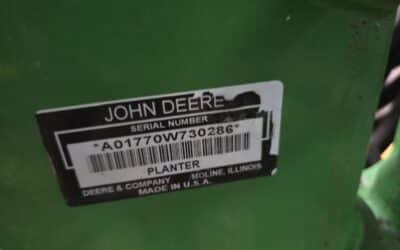 JOHN DEERE
SERIAL NUMBER
*A01770W730286*
PLANTER
DEERE & COMPANY MOLINE, ILLINOIS
MADE IN U.S.A.